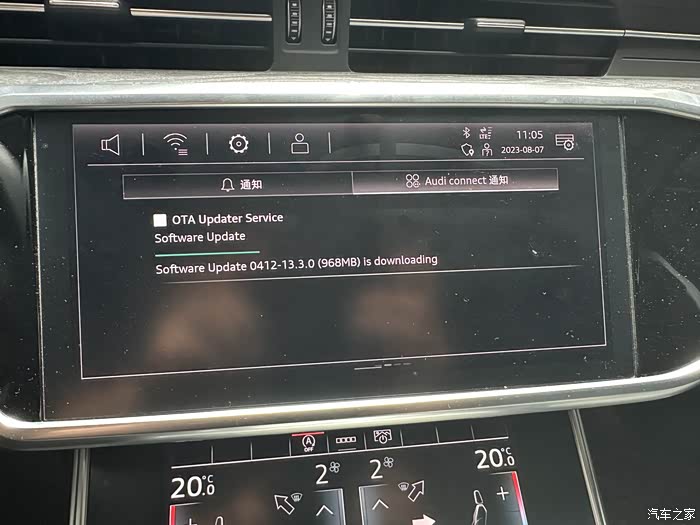 LTE
11:05
2023-08-07
通知
Audi connect 通知
OTA Updater Service
Software Update
Software Update 0412-13.3.0 (968MB) is downloading
A
OFF
20.0°C
2
2
20.0°C
汽车之家